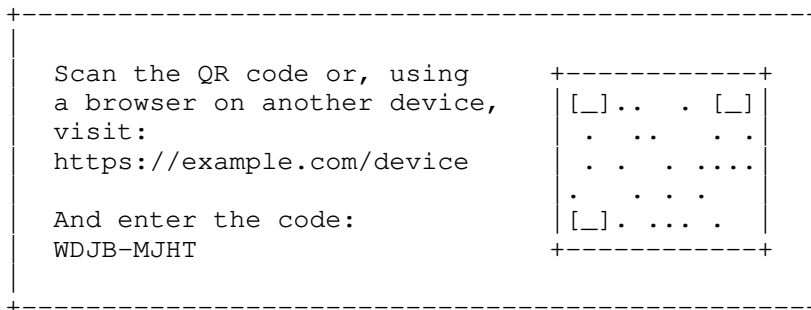 Scan the QR code or, using
a browser on another device,
visit:
https://example.com/device
And enter the code:
WDJB-MJHT